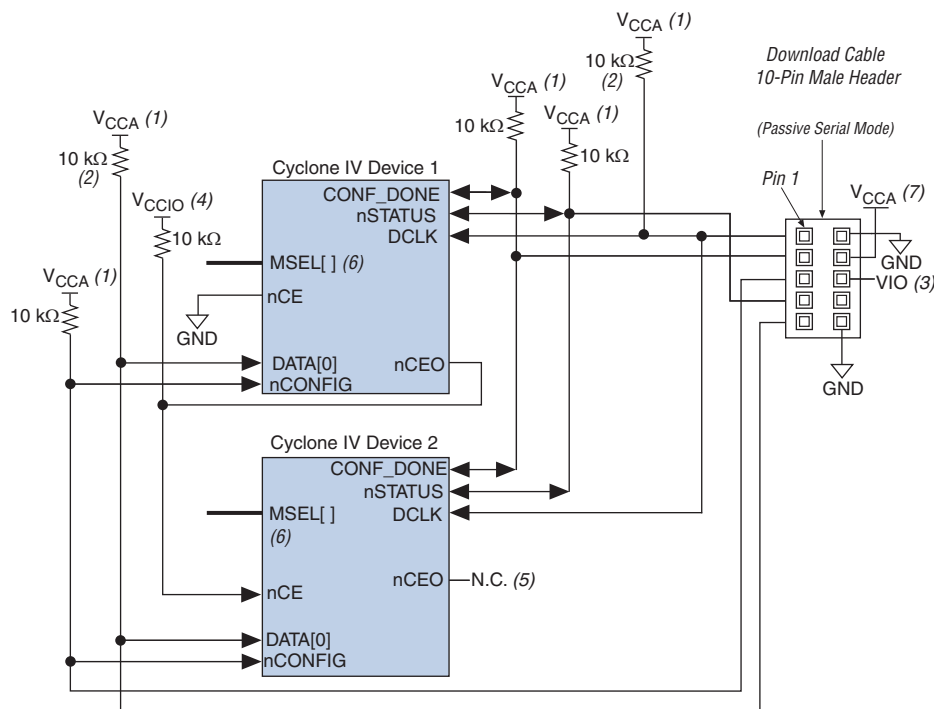 VCCA (1)
10 kΩ
(2)
Download Cable
10-Pin Male Header
(Passive Serial Mode)
Pin 1
VCCA (1)
10 kΩ
VCCA (1)
10 kΩ
VCCA (1)
10 kΩ
(2)
VCCIO (4)
10 kΩ
VCCA (1)
10 kΩ
Cyclone IV Device 1
CONF_DONE
nSTATUS
DCLK
MSEL[ ] (6)
nCE
GND
DATA[0]
nCEO
nCONFIG
VCCA (7)
GND
VIO (3)
GND
Cyclone IV Device 2
CONF_DONE
nSTATUS
MSEL[ ]
DCLK
(6)
nCEO
N.C. (5)
nCE
DATA[0]
nCONFIG